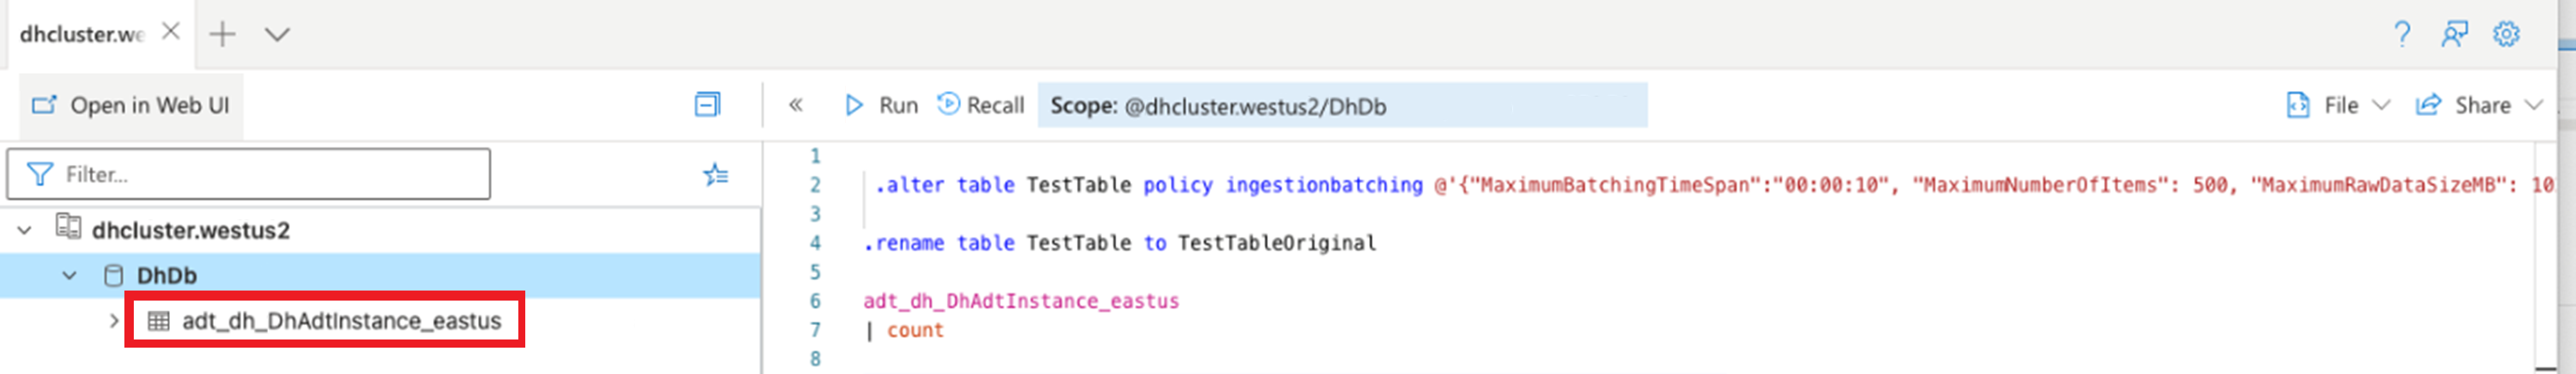 dhcluster.we
Open in Web UI
Run Recall Scope: @dhcluster.westus2/DhDb File Share
Filter...
dhcluster.westus2
DhDb
adt_dh_DhAdtInstance_eastus
1
2 .alter table TestTable policy ingestionbatching @'{"MaximumBatchingTimeSpan":"00:00:10", "MaximumNumberOfItems": 500, "MaximumRawDataSizeMB": 10
3
4 .rename table TestTable to TestTableOriginal
5
6 adt_dh_DhAdtInstance_eastus
7 | count
8